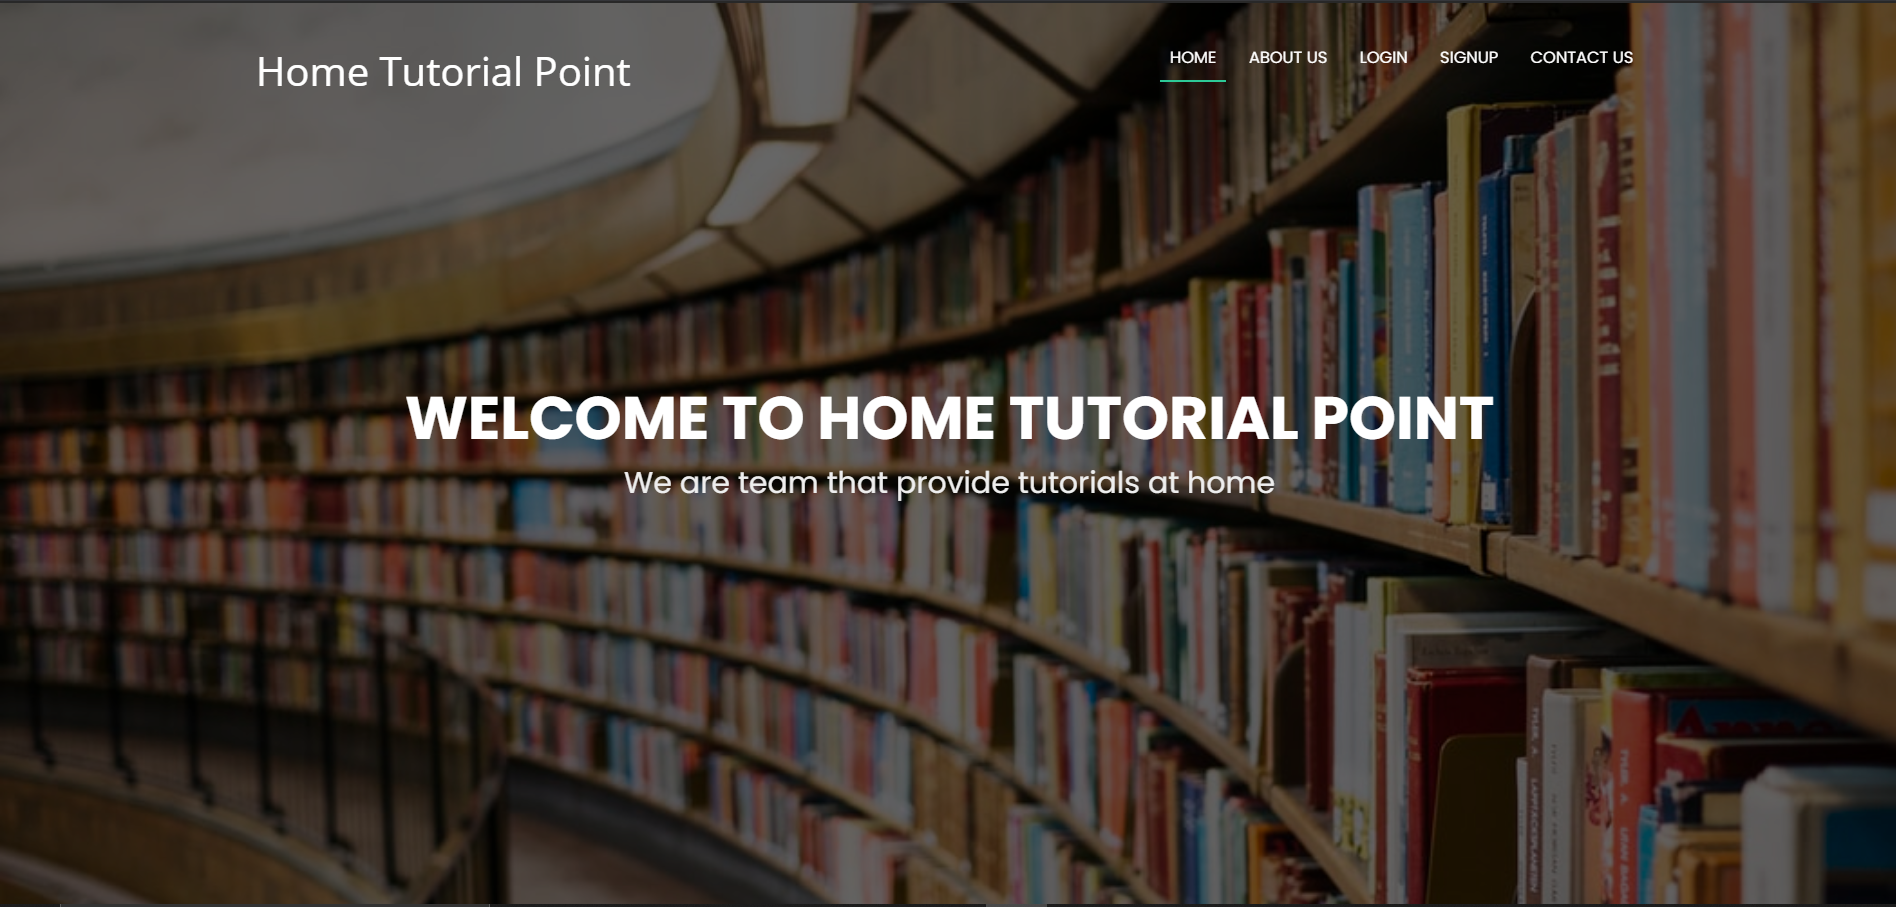 Home Tutorial Point
HOME ABOUT US LOGIN SIGNUP CONTACT US
WELCOME TO HOME TUTORIAL POINT
We are team that provide tutorials at home